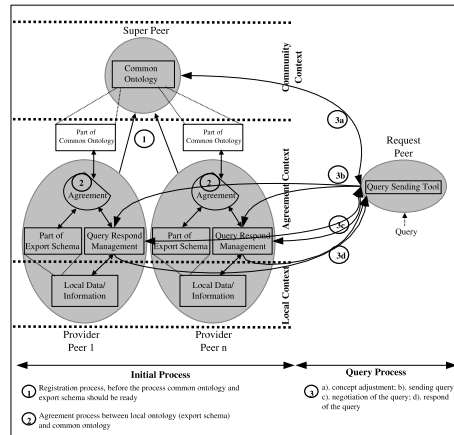 Super Peer
Common
Ontology
Community
Context
3a
Part of
Common Ontology
Part of
Common Ontology
1
Request
Peer
3b
Agreement Context
2
Agreement
2
Agreement
Query Sending Tool
Part of
Export Schema
Query Respond
Management
Part of
Export Schema
Query Respond
Management
3c
Query
3d
Local Data/
Information
Local Data/
Information
Local Context
Provider
Peer 1
Provider
Peer n
Initial Process
Query Process
1 Registration process, before the process common ontology and
export schema should be ready
2 Agreement process between local ontology (export schema)
and common ontology
3 a). concept adjustment; b). sending query
c). negotiation of the query; d). respond
of the query